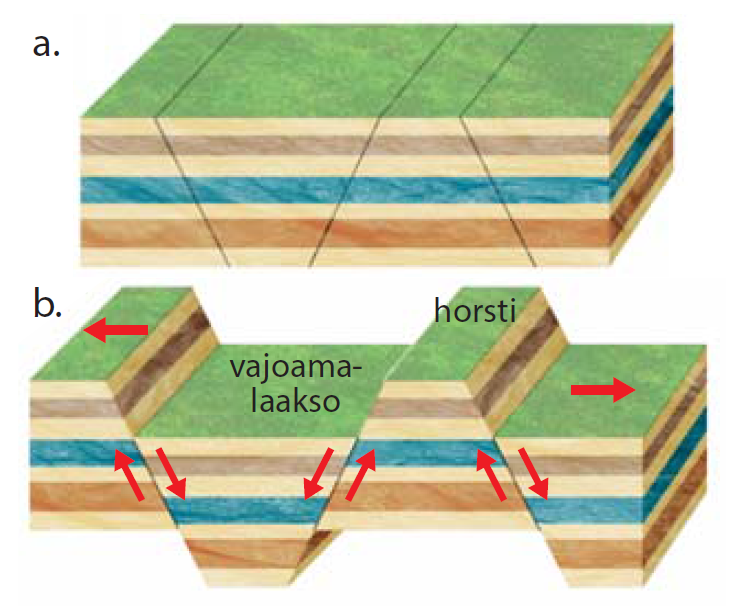 a.
b.
horsti
vajoama-
laakso